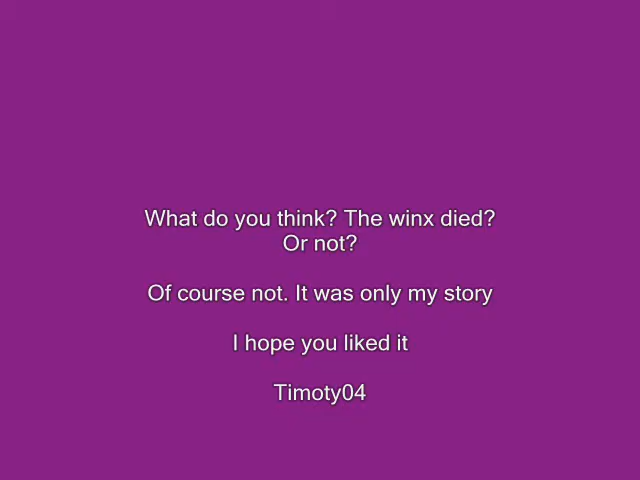 What do you think? The winx died?
Or not?
Of course not. It was only my story
I hope you liked it
Timoty04